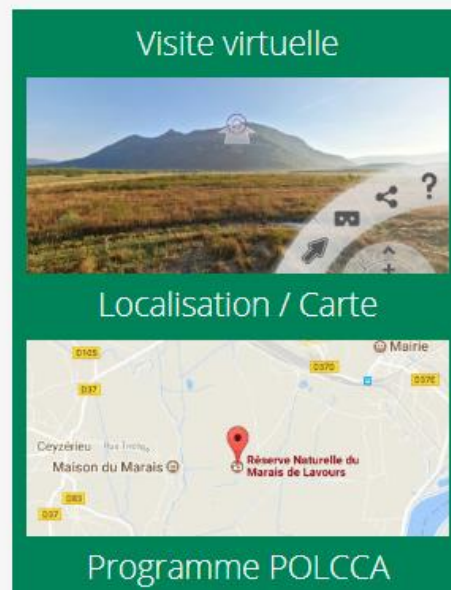 Visite virtuelle
?
Localisation / Carte
D105
D37
D370
Mairie
D370
Ceyzérieu
Maison du Marais
Réserve Naturelle du
Marais de Lavours
D83
D37
Programme POLCCA